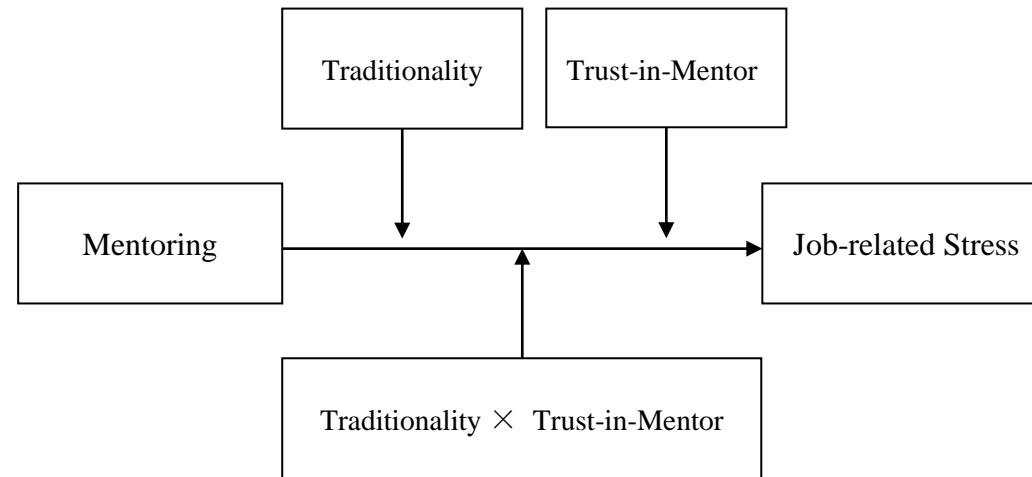 Traditionality
Trust-in-Mentor
Mentoring
Job-related Stress
Traditionality × Trust-in-Mentor